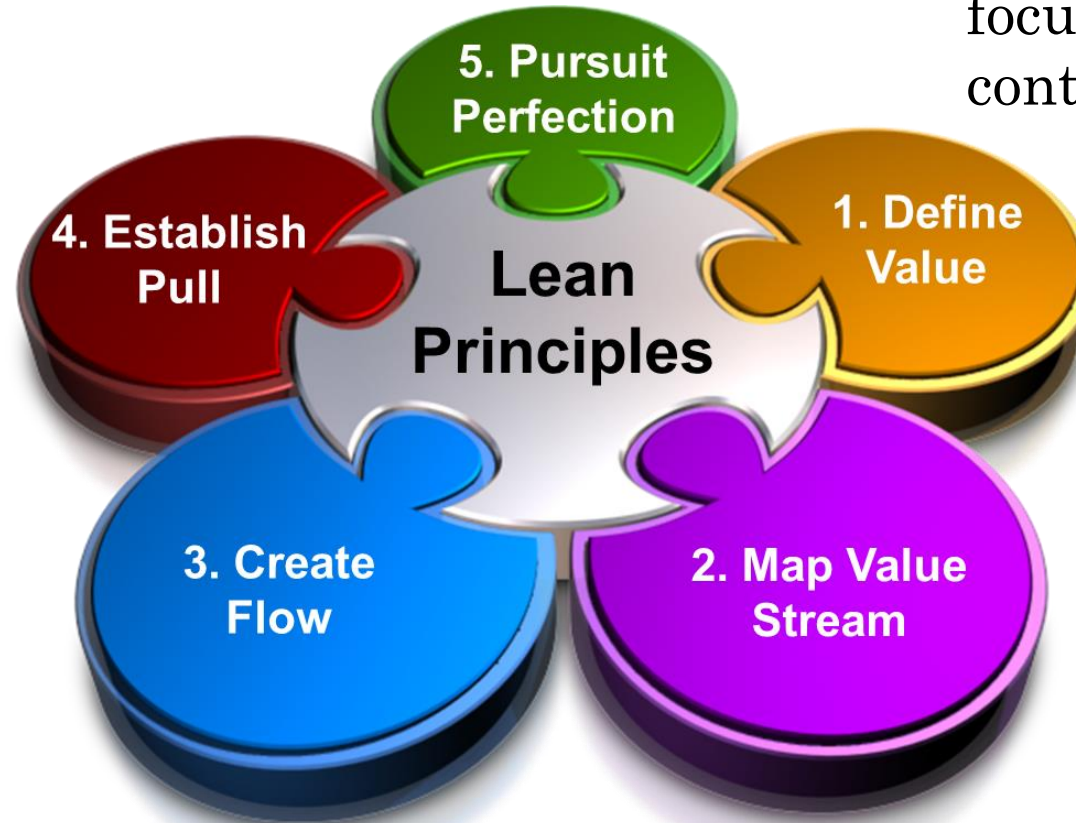 focu
cont
5. Pursuit
Perfection
4. Establish
Pull
1. Define
Value
Lean
Principles
3. Create
Flow
2. Map Value
Stream